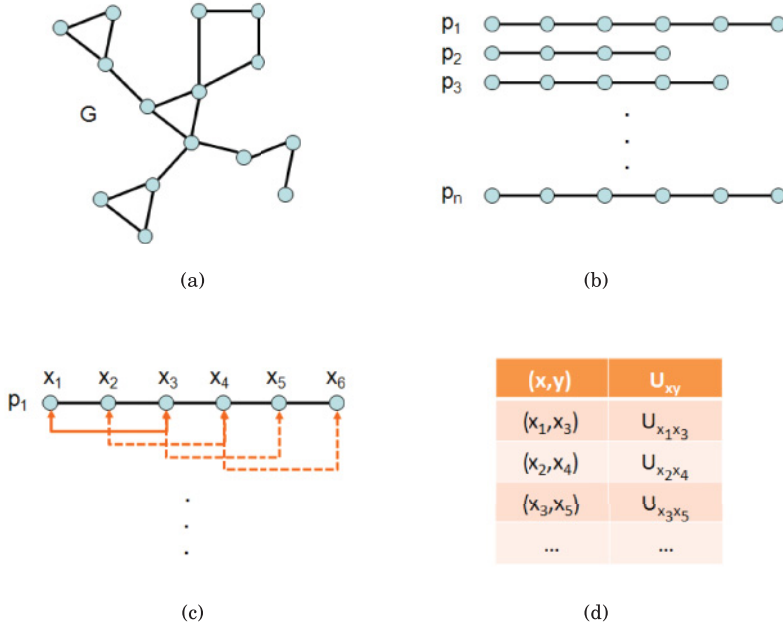 G
p₁
p₂
p₃
.
.
.
pₙ
(a)
(b)
x₁ x₂ x₃ x₄ x₅ x₆
p₁
.
.
.
(c)
(x,y) Uₓᵧ
(x₁,x₃) Uₓ₁ₓ₃
(x₂,x₄) Uₓ₂ₓ₄
(x₃,x₅) Uₓ₃ₓ₅
... ...
(d)